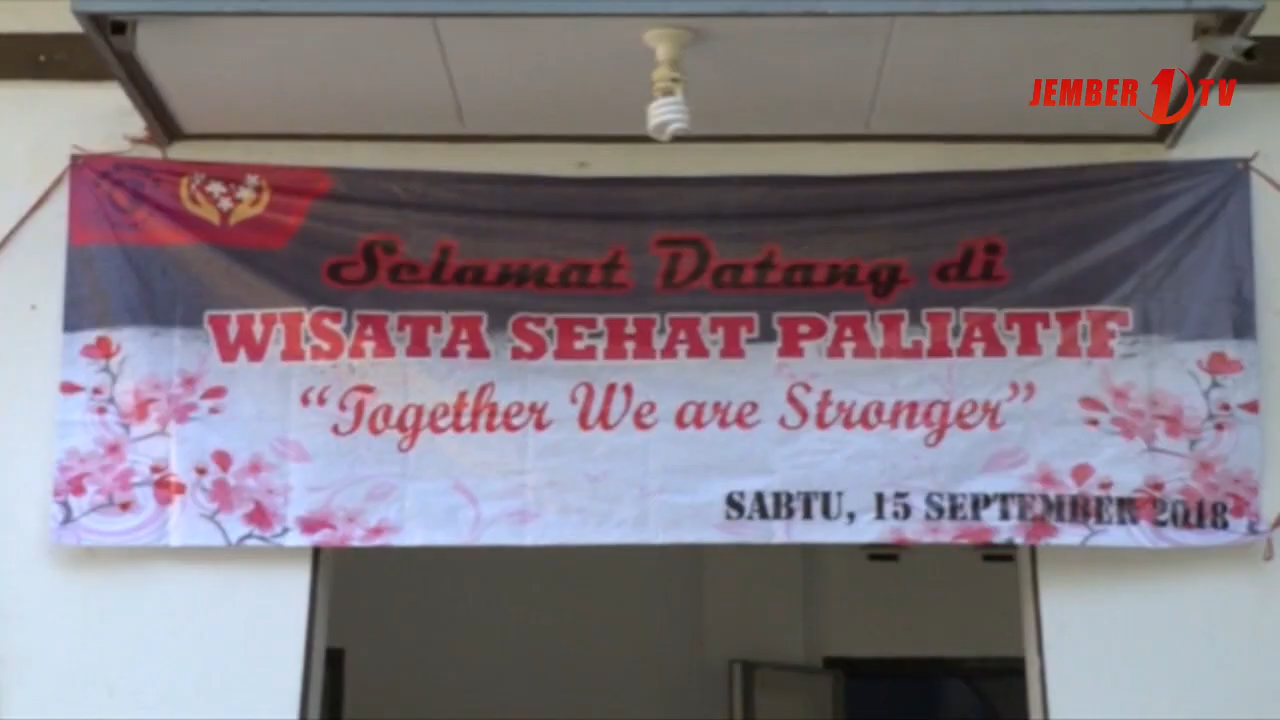 JEMBER 1 TV
Selamat Datang di
WISATA SEHAT PALIATIF
“Together We are Stronger”
SABTU, 15 SEPTEMBER 2018